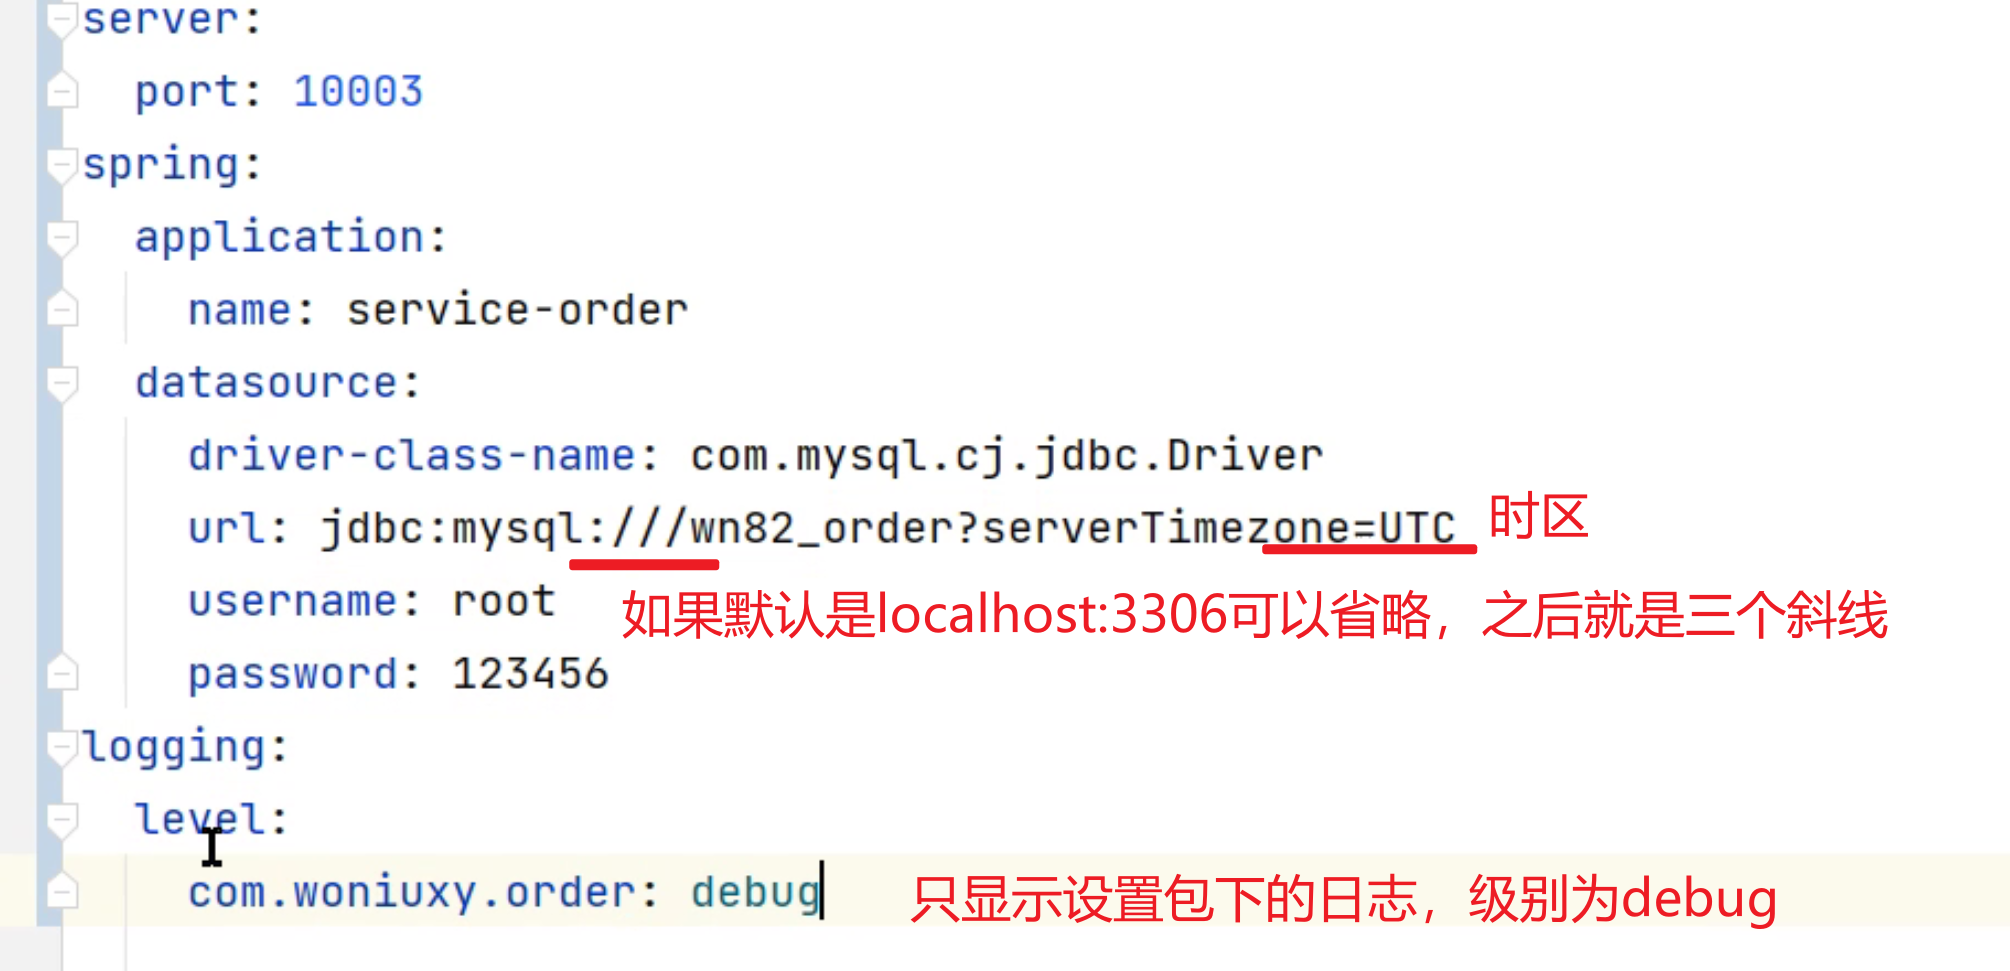 server:
port: 10003
spring:
application:
name: service-order
datasource:
driver-class-name: com.mysql.cj.jdbc.Driver
url: jdbc:mysql:///wn82_order?serverTimezone=UTC 时区
username: root 如果默认是localhost:3306可以省略，之后就是三个斜线
password: 123456
logging:
level:
com.woniuxy.order: debug 只显示设置包下的日志，级别为debug